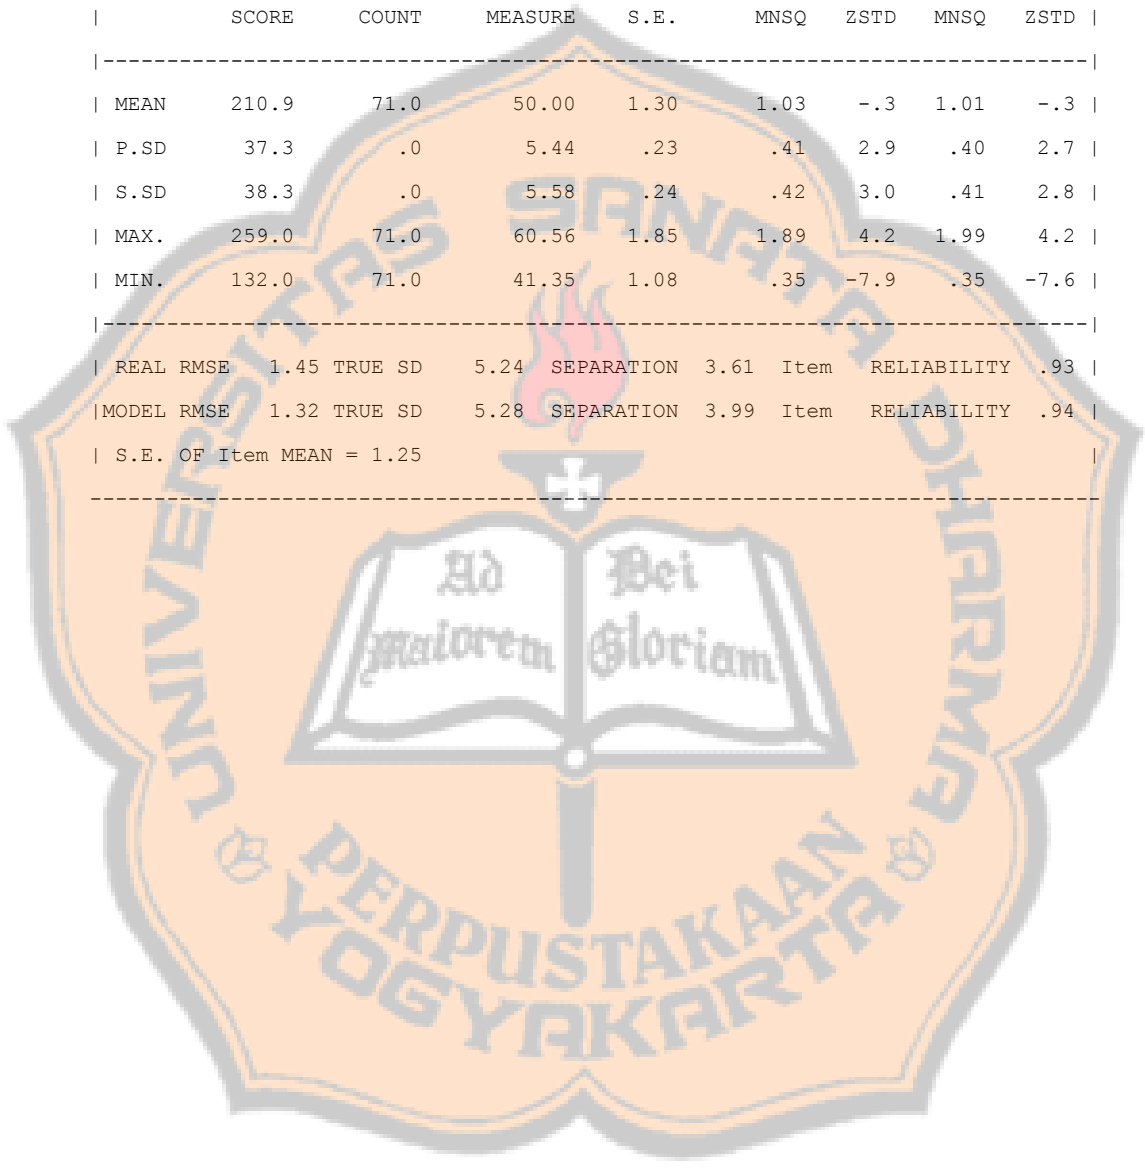 |         SCORE     COUNT     MEASURE    S.E.      MNSQ   ZSTD   MNSQ   ZSTD |
|-----------------------------------------------------------------------------|
| MEAN    210.9      71.0       50.00    1.30      1.03    -.3   1.01    -.3 |
| P.SD     37.3        .0        5.44     .23       .41    2.9    .40    2.7 |
| S.SD     38.3        .0        5.58     .24       .42    3.0    .41    2.8 |
| MAX.    259.0      71.0       60.56    1.85      1.89    4.2   1.99    4.2 |
| MIN.    132.0      71.0       41.35    1.08       .35   -7.9    .35   -7.6 |
|-----------------------------------------------------------------------------|
| REAL RMSE   1.45 TRUE SD    5.24  SEPARATION  3.61  Item   RELIABILITY  .93 |
|MODEL RMSE   1.32 TRUE SD    5.28  SEPARATION  3.99  Item   RELIABILITY  .94 |
| S.E. OF Item MEAN = 1.25                                                    |
-------------------------------------------------------------------------------
UNIVERSITAS SANATA DHARMA
Ad Dei
Maiorem Gloriam
PERPUSTAKAAN
YOGYAKARTA